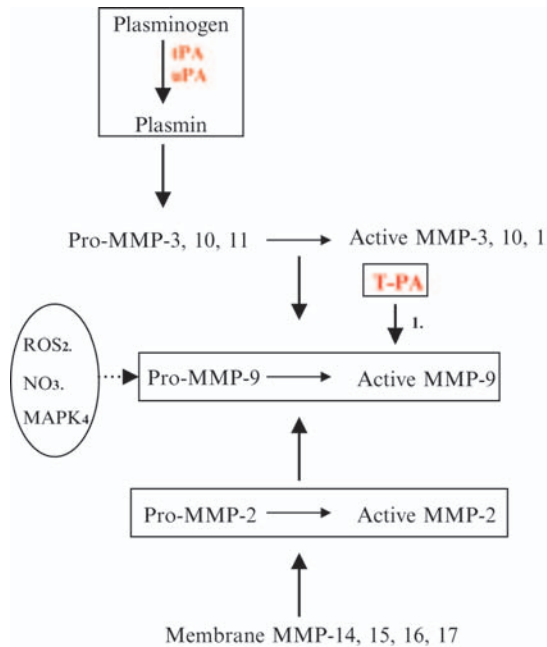 Plasminogen
tPA
uPA
Plasmin
Pro-MMP-3, 10, 11 Active MMP-3, 10, 1
T-PA
1.
ROS2.
NO3.
MAPK4
Pro-MMP-9 Active MMP-9
Pro-MMP-2 Active MMP-2
Membrane MMP-14, 15, 16, 17